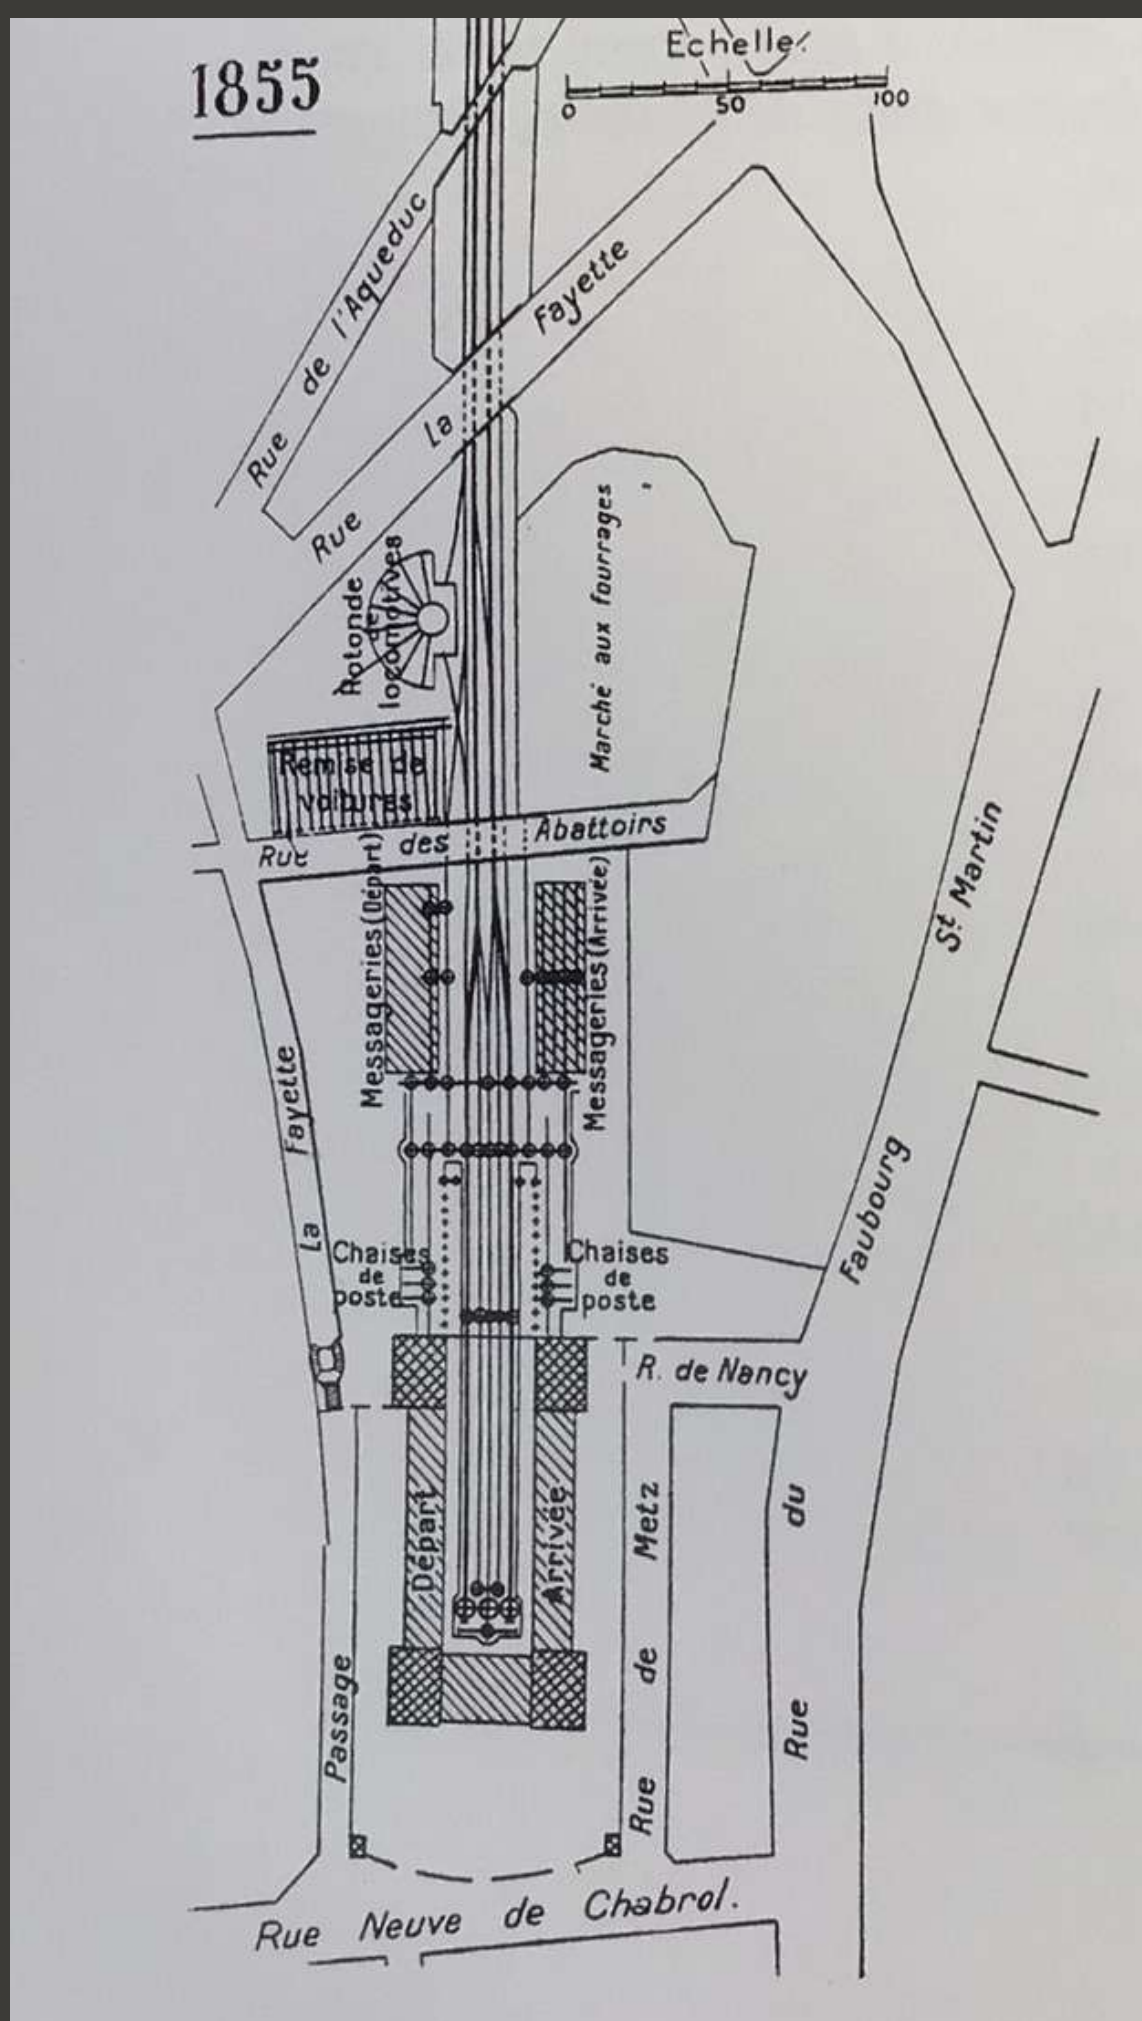 1855
Echelle:
0 50 100
Rue de l'Aqueduc
Rue La Fayette
Rotonde
de
locomotives
Marché aux fourrages
Remise de
voitures
Rue des Abattoirs
Messageries (Départ)
Messageries (Arrivée)
La Fayette
Faubourg St Martin
Chaises
de
poste
Chaises
de
poste
R. de Nancy
Départ
Arrivée
Passage
Rue de Metz
Rue du
Rue Neuve de Chabrol.